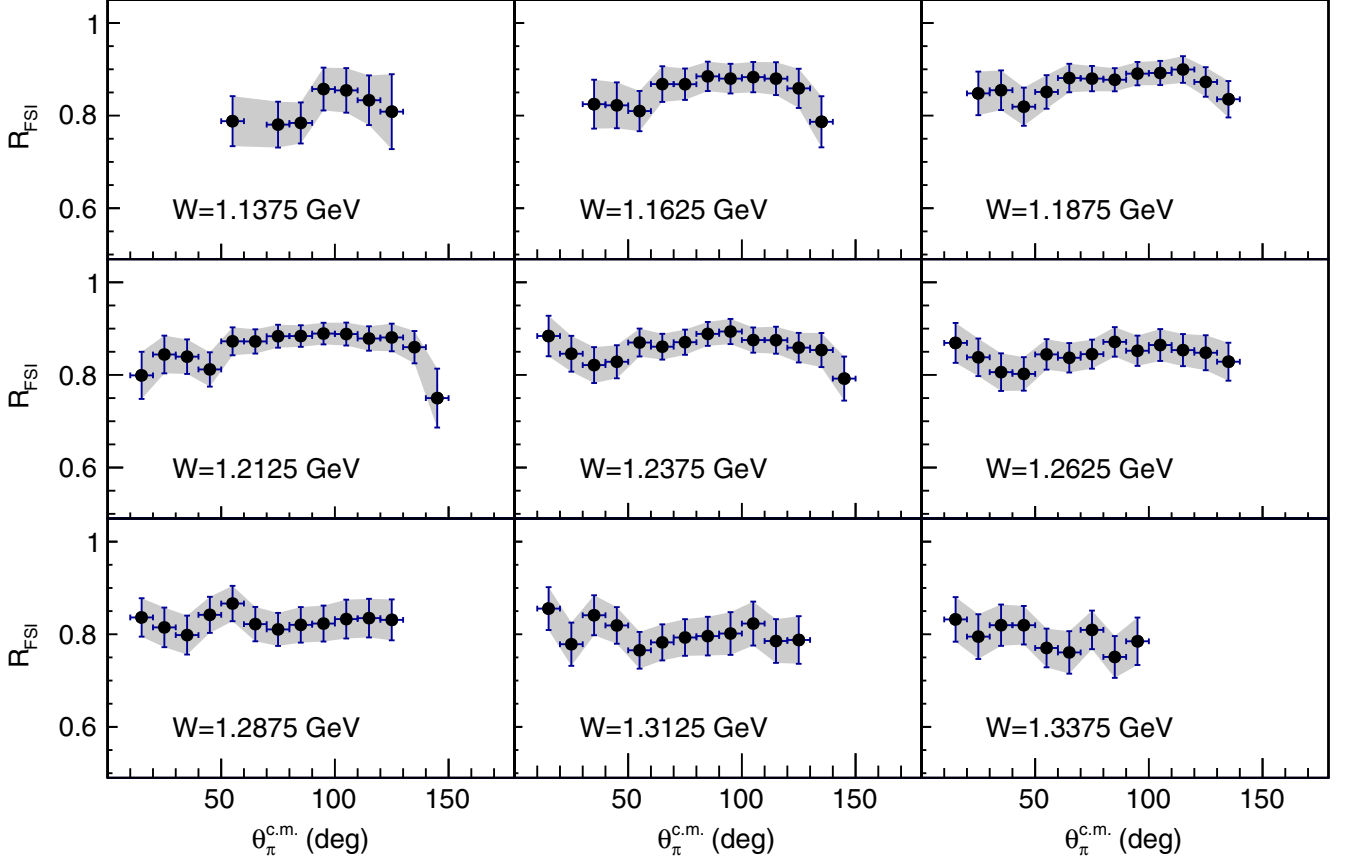 1
0.8
0.6
R_FSI
W=1.1375 GeV
W=1.1625 GeV
W=1.1875 GeV
1
0.8
0.6
R_FSI
W=1.2125 GeV
W=1.2375 GeV
W=1.2625 GeV
1
0.8
0.6
R_FSI
W=1.2875 GeV
W=1.3125 GeV
W=1.3375 GeV
50 100 150
50 100 150
50 100 150
θ_π^c.m. (deg)
θ_π^c.m. (deg)
θ_π^c.m. (deg)